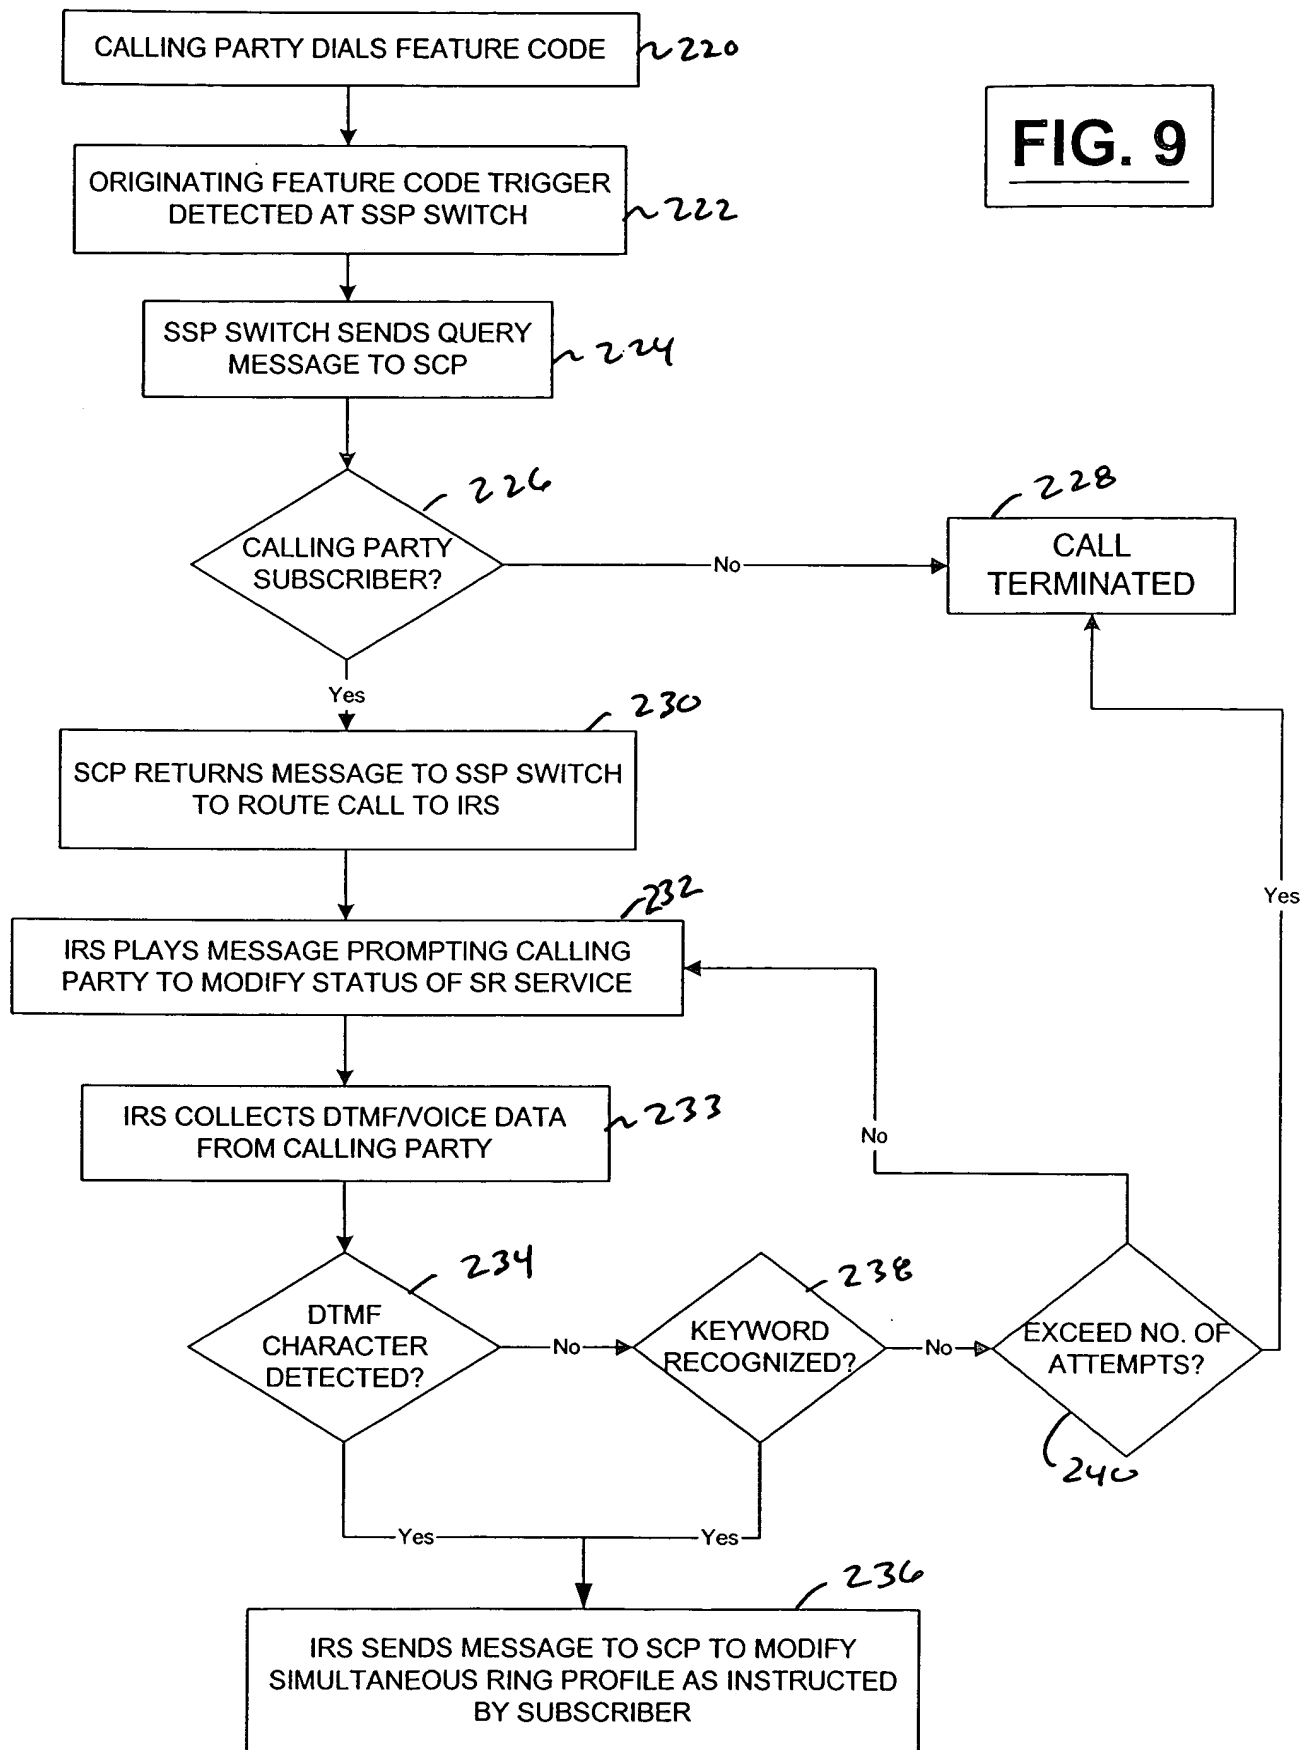 CALLING PARTY DIALS FEATURE CODE
220
FIG. 9
ORIGINATING FEATURE CODE TRIGGER
DETECTED AT SSP SWITCH
222
SSP SWITCH SENDS QUERY
MESSAGE TO SCP
224
226
CALLING PARTY
SUBSCRIBER?
No
228
CALL
TERMINATED
Yes
230
SCP RETURNS MESSAGE TO SSP SWITCH
TO ROUTE CALL TO IRS
Yes
232
IRS PLAYS MESSAGE PROMPTING CALLING
PARTY TO MODIFY STATUS OF SR SERVICE
IRS COLLECTS DTMF/VOICE DATA
FROM CALLING PARTY
233
No
234
DTMF
CHARACTER
DETECTED?
No
238
KEYWORD
RECOGNIZED?
No
EXCEED NO. OF
ATTEMPTS?
240
Yes
Yes
236
IRS SENDS MESSAGE TO SCP TO MODIFY
SIMULTANEOUS RING PROFILE AS INSTRUCTED
BY SUBSCRIBER